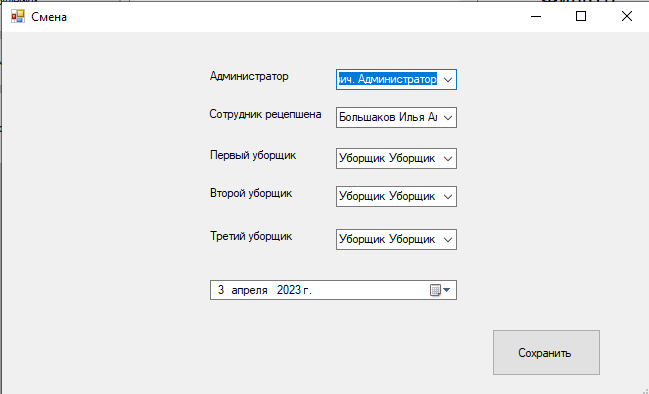 Смена
Администратор
ич. Администратор
Сотрудник рецепшена
Большаков Илья
Первый уборщик
Уборщик Уборщик
Второй уборщик
Уборщик Уборщик
Третий уборщик
Уборщик Уборщик
3 апреля 2023 г.
Сохранить